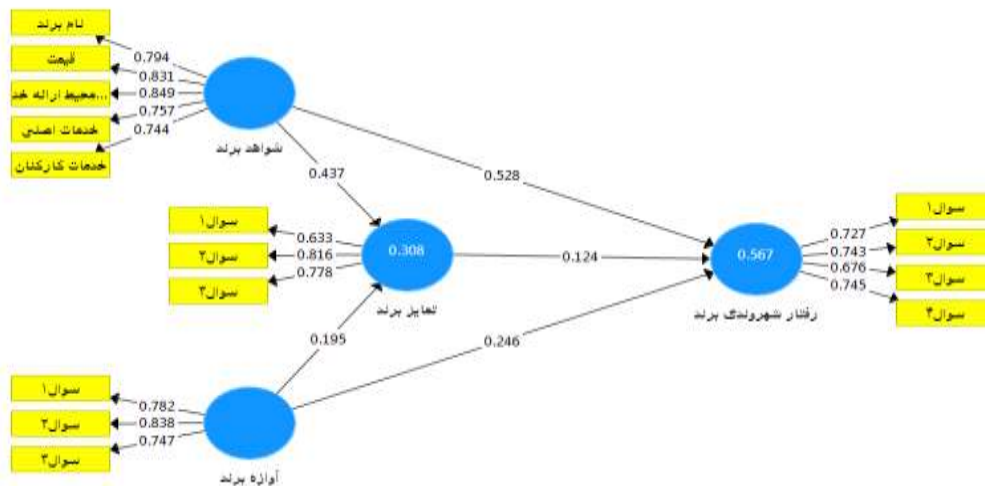 نام برند
قیمت
...محیط ارائه خد
خدمات اصلی
خدمات کارکنان
0.794
0.831
0.849
0.757
0.744
شواهد برند
0.437
0.528
سوال۱
سوال۲
سوال۳
0.633
0.816
0.778
0.308
تمایز برند
0.124
0.567
رفتار شهروندی برند
0.727
0.743
0.676
0.745
سوال۱
سوال۲
سوال۳
سوال۴
0.195
0.246
سوال۱
سوال۲
سوال۳
0.782
0.838
0.747
آوازه برند